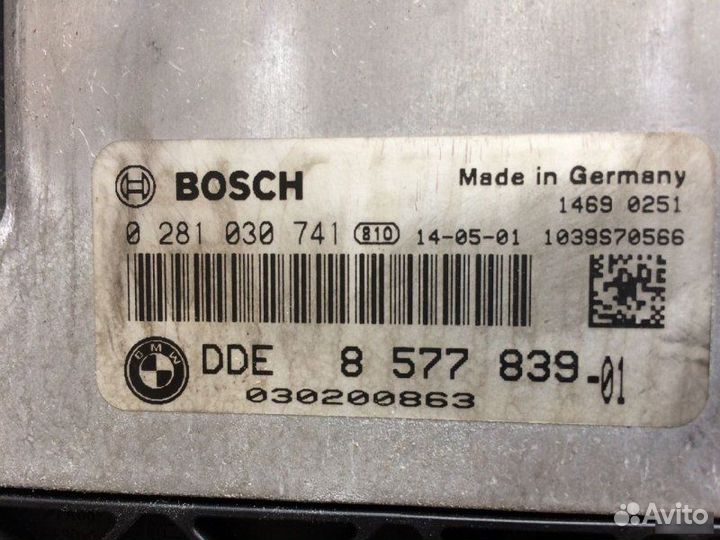 BOSCH
Made in Germany
1469 0251
0 281 030 741 810 14-05-01 1039S70566
BMW
DDE 8 577 839-01
030200863
Avito